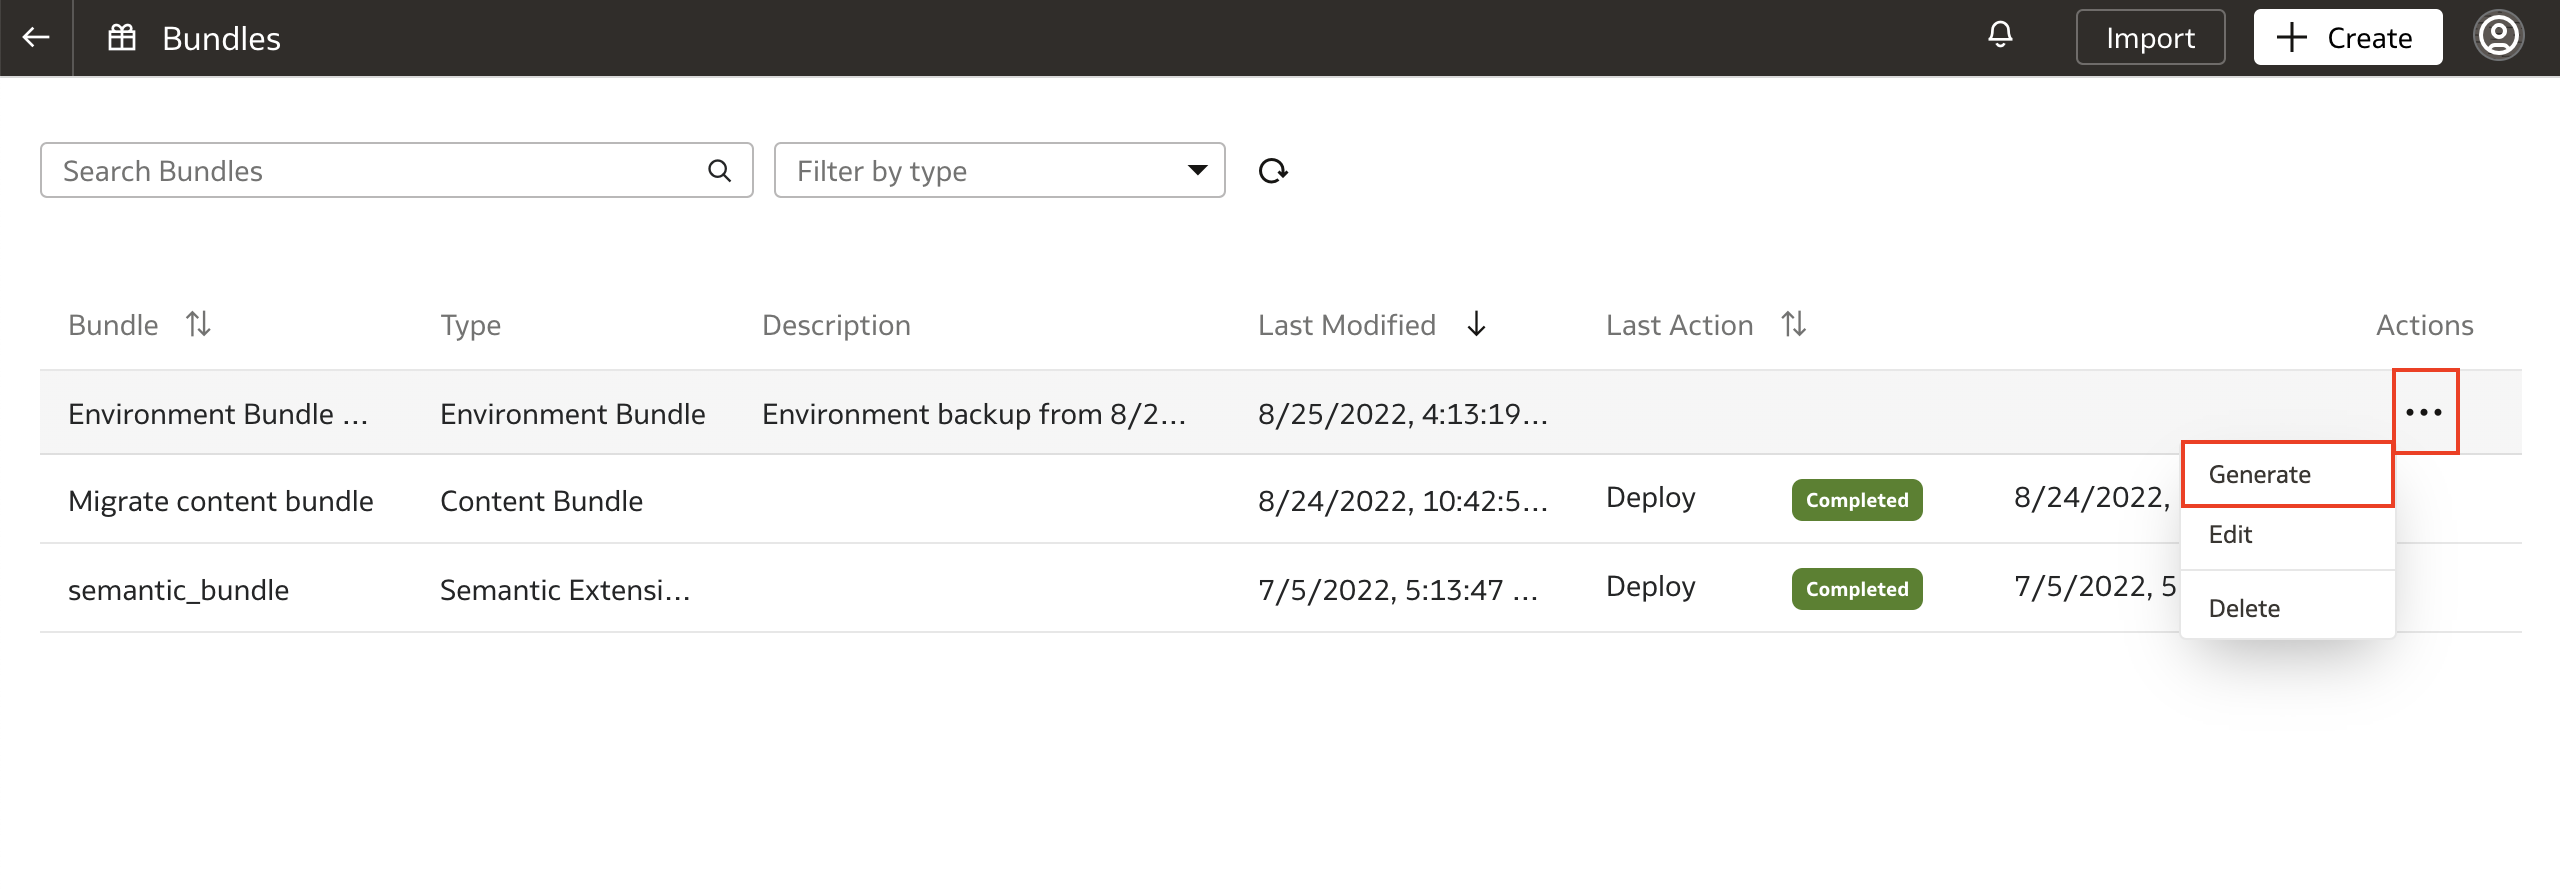 Bundles Import Create
Search Bundles Filter by type
Bundle Type Description Last Modified Last Action Actions
Environment Bundle ... Environment Bundle Environment backup from 8/2... 8/25/2022, 4:13:19...
Generate
Migrate content bundle Content Bundle 8/24/2022, 10:42:5... Deploy Completed 8/24/2022,
Edit
semantic_bundle Semantic Extensi... 7/5/2022, 5:13:47 ... Deploy Completed 7/5/2022, 5
Delete